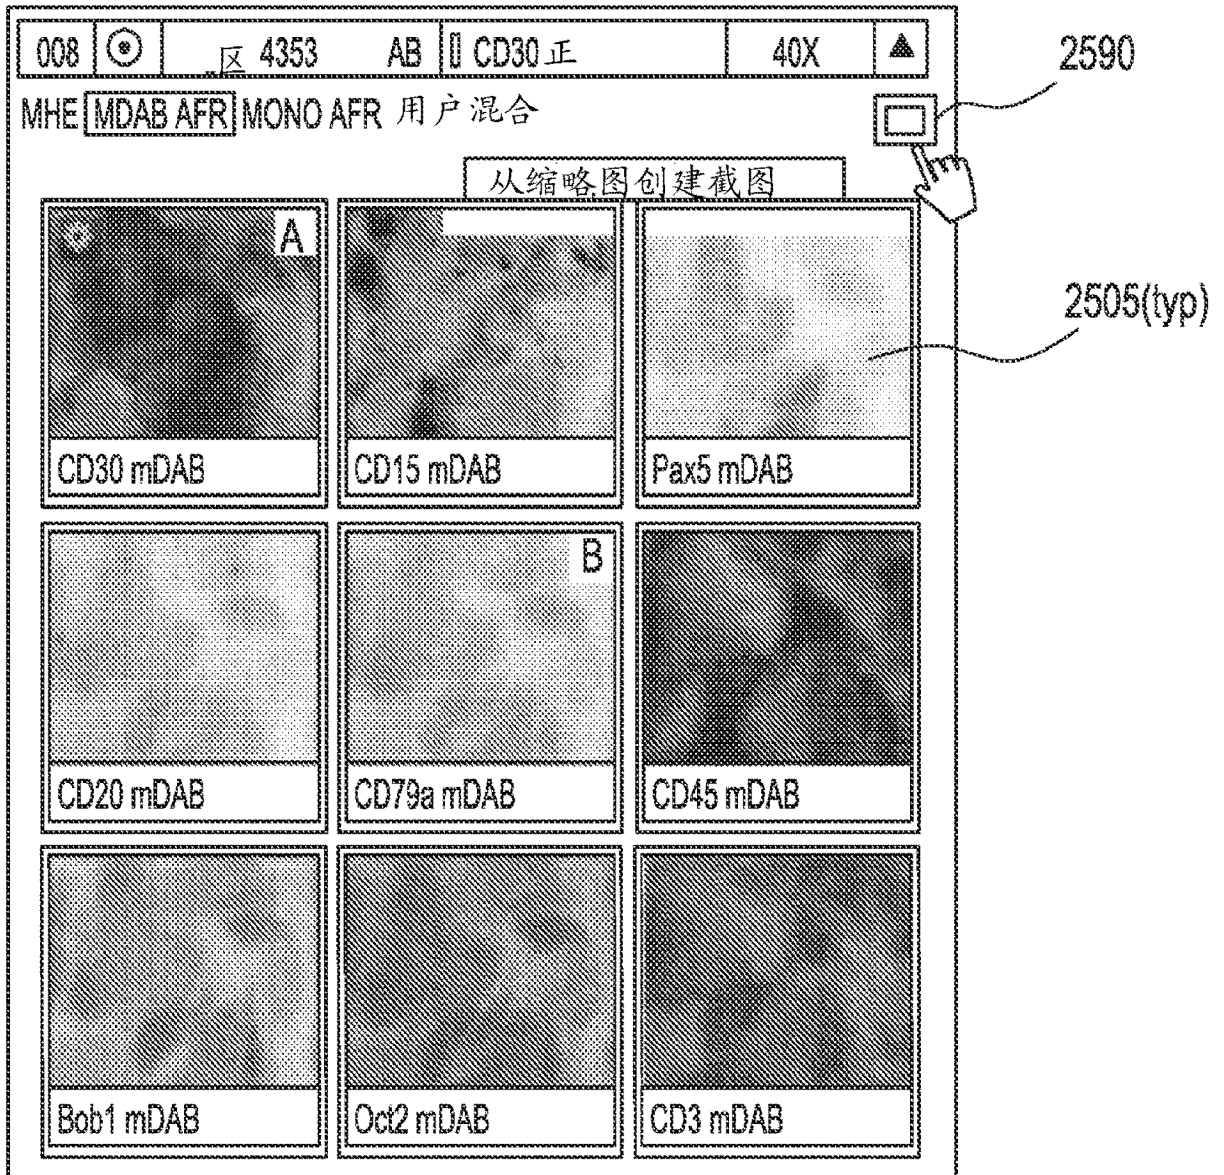 008 区 4353 AB CD30 正 40X
2590
MHE MDAB AFR MONO AFR 用户混合
从缩略图创建截图
A
2505(typ)
CD30 mDAB CD15 mDAB Pax5 mDAB
B
CD20 mDAB CD79a mDAB CD45 mDAB
Bob1 mDAB Oct2 mDAB CD3 mDAB